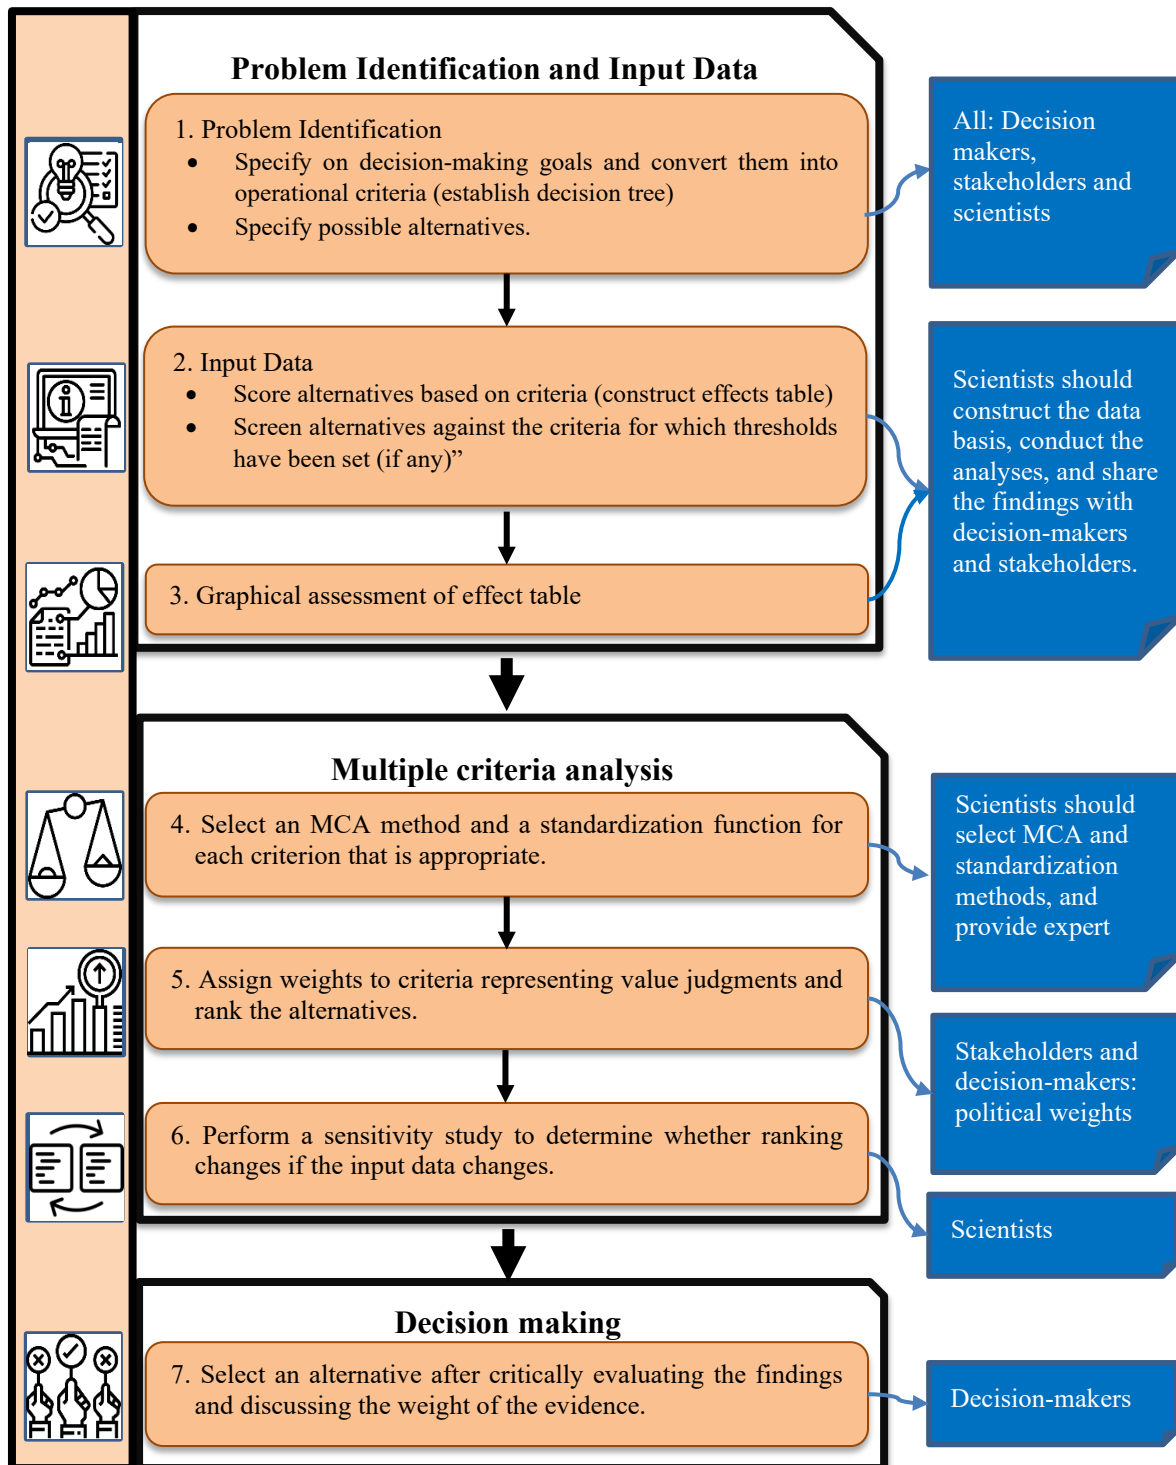 Problem Identification and Input Data
1. Problem Identification
• Specify on decision-making goals and convert them into
operational criteria (establish decision tree)
• Specify possible alternatives.
All: Decision
makers,
stakeholders and
scientists
2. Input Data
• Score alternatives based on criteria (construct effects table)
• Screen alternatives against the criteria for which thresholds
have been set (if any)”
3. Graphical assessment of effect table
Scientists should
construct the data
basis, conduct the
analyses, and share
the findings with
decision-makers
and stakeholders.
Multiple criteria analysis
4. Select an MCA method and a standardization function for
each criterion that is appropriate.
Scientists should
select MCA and
standardization
methods, and
provide expert
5. Assign weights to criteria representing value judgments and
rank the alternatives.
Stakeholders and
decision-makers:
political weights
6. Perform a sensitivity study to determine whether ranking
changes if the input data changes.
Scientists
Decision making
7. Select an alternative after critically evaluating the findings
and discussing the weight of the evidence.
Decision-makers